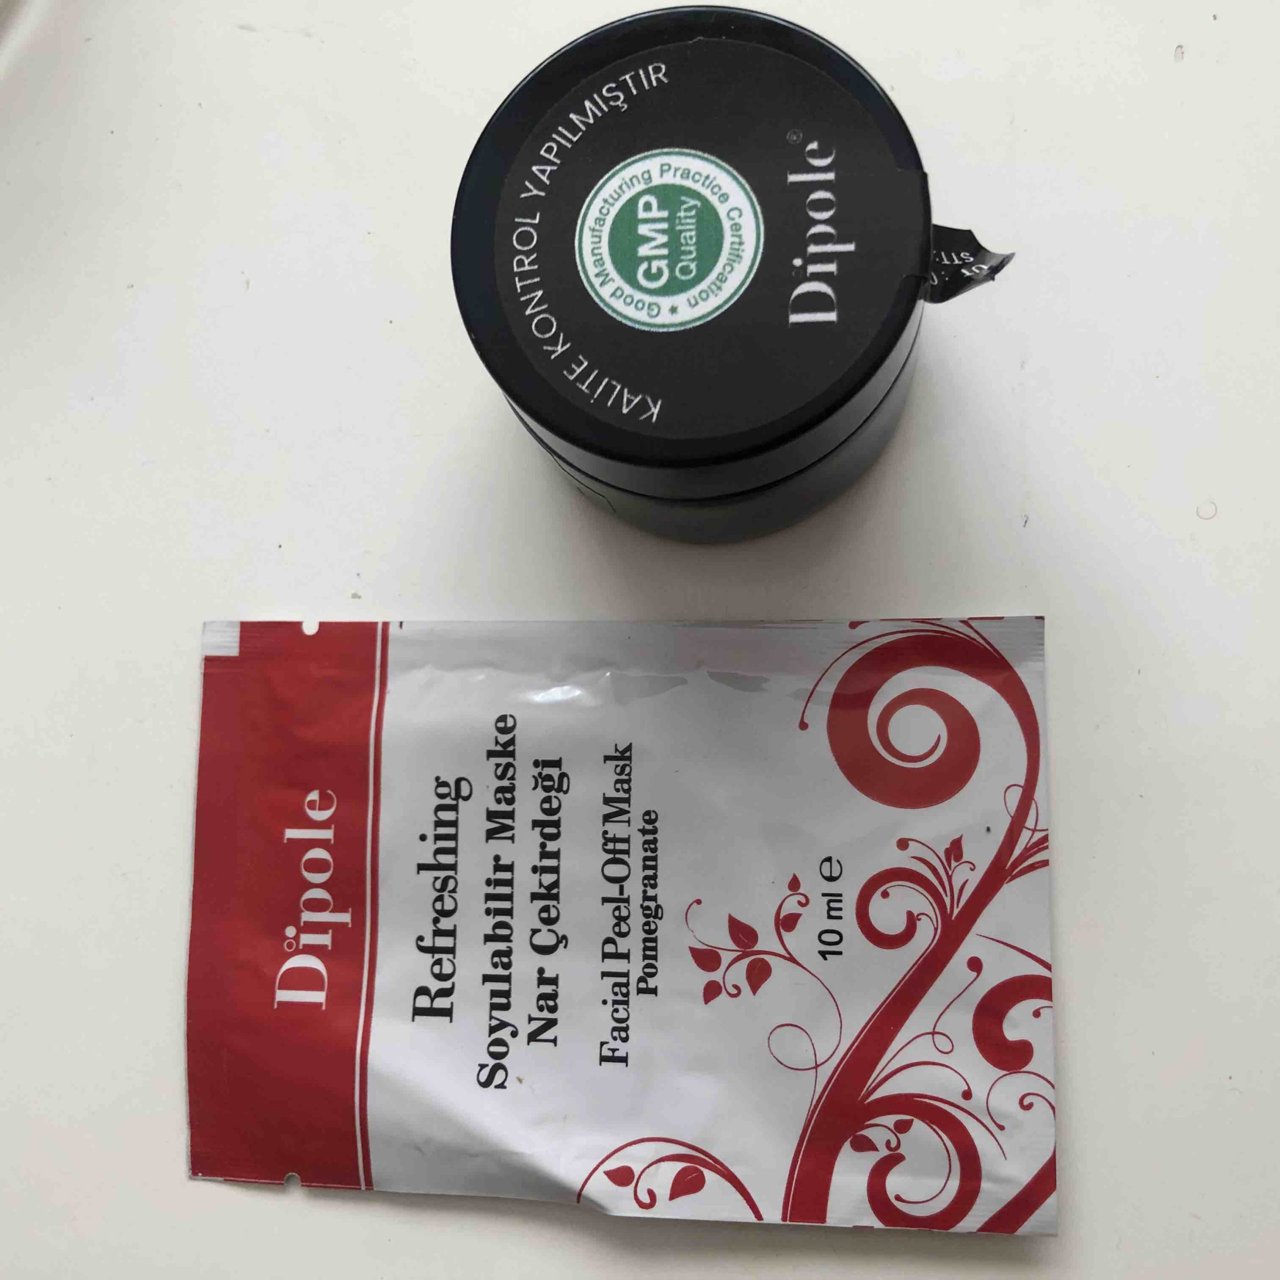 KALİTE KONTROL YAPILMIŞTIR
Good Manufacturing Practice Certification
GMP
Quality
Dipole®
Dipole
Refreshing
Soyulabilir Maske
Nar Çekirdeği
Facial Peel-Off Mask
Pomegranate
10 ml e